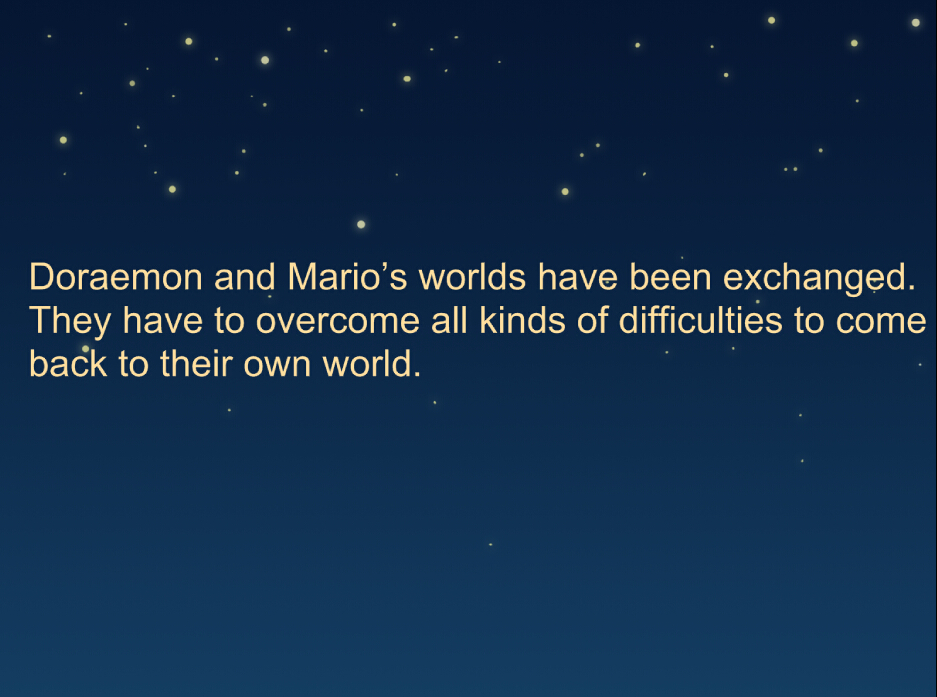 Doraemon and Mario’s worlds have been exchanged.
They have to overcome all kinds of difficulties to come
back to their own world.